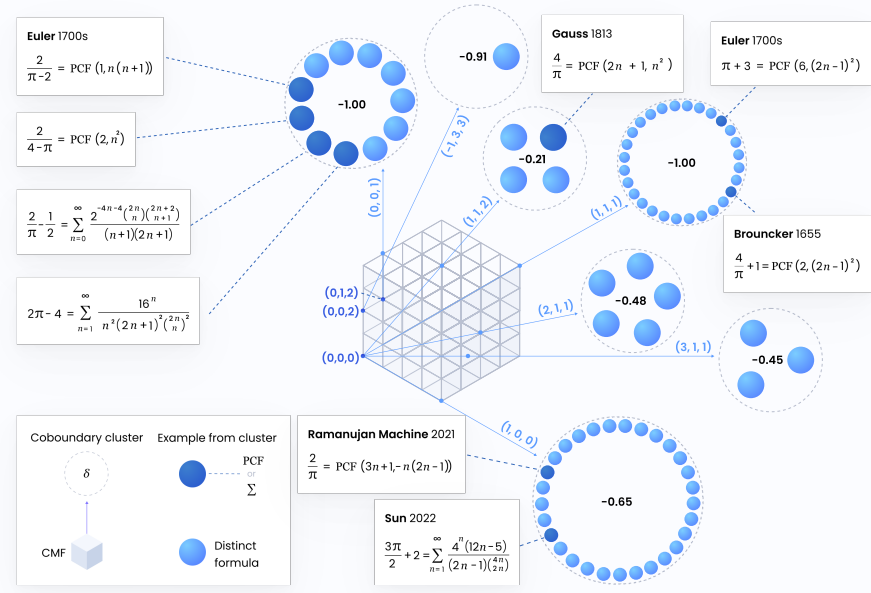 Euler 1700s
2/(π-2) = PCF (1, n(n+1))
2/(4-π) = PCF (2, n²)
2/π - 1/2 = ∑_{n=0}^{∞} 2^{-4n-4} (2n n) (2n+2 n+1) / ((n+1)(2n+1))
2π - 4 = ∑_{n=1}^{∞} 16^n / (n² (2n+1)² (2n n)²)
-1.00
-0.91
Gauss 1813
4/π = PCF (2n + 1, n²)
-0.21
Euler 1700s
π + 3 = PCF (6, (2n-1)²)
-1.00
Brouncker 1655
4/π + 1 = PCF (2, (2n-1)²)
(0, 0, 1)
(-1, 3, 3)
(1, 1, 2)
(1, 1, 1)
(0,1,2)
(0,0,2)
(0,0,0)
(2, 1, 1)
-0.48
(3, 1, 1)
-0.45
(1, 0, 0)
-0.65
Ramanujan Machine 2021
2/π = PCF (3n+1, -n(2n-1))
Sun 2022
3π/2 + 2 = ∑_{n=1}^{∞} 4^n (12n-5) / ((2n-1) (4n 2n))
Coboundary cluster
δ
CMF
Example from cluster
PCF
or
∑
Distinct
formula